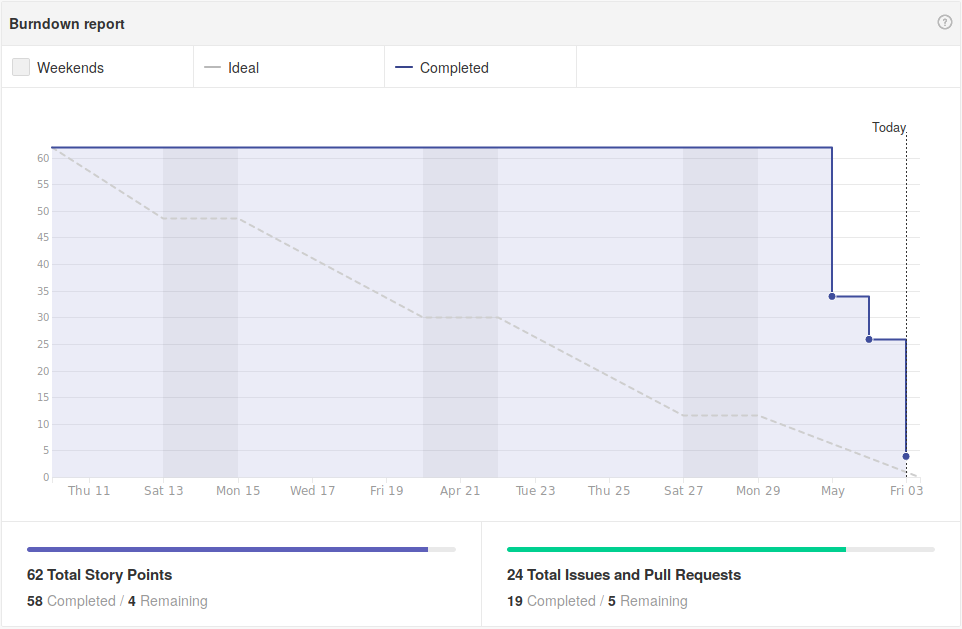 Burndown report ?
Weekends Ideal Completed
Today
60
55
50
45
40
35
30
25
20
15
10
5
0
Thu 11 Sat 13 Mon 15 Wed 17 Fri 19 Apr 21 Tue 23 Thu 25 Sat 27 Mon 29 May Fri 03
62 Total Story Points
58 Completed / 4 Remaining
24 Total Issues and Pull Requests
19 Completed / 5 Remaining